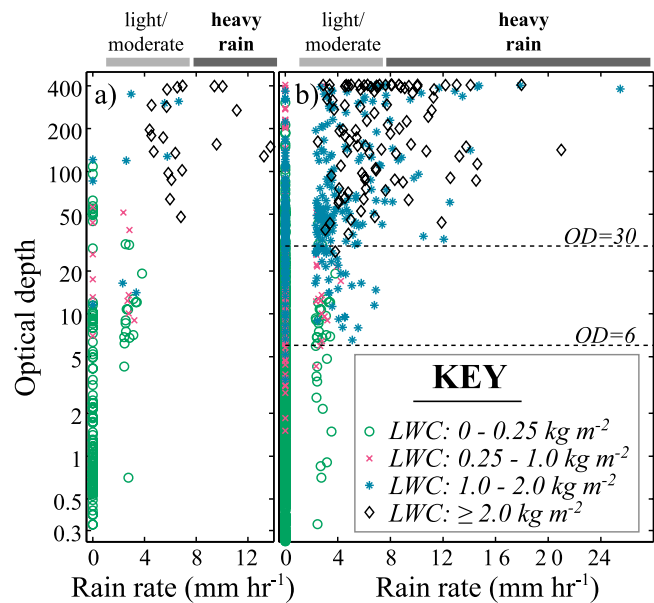 light/
moderate
heavy
rain
light/
moderate
heavy
rain
a)
b)
Optical depth
400
200
100
50
20
10
5
2
1
0.5
0.3
OD=30
OD=6
KEY
LWC: 0 - 0.25 kg m⁻²
LWC: 0.25 - 1.0 kg m⁻²
LWC: 1.0 - 2.0 kg m⁻²
LWC: ≥ 2.0 kg m⁻²
0 4 8 12
0 4 8 12 16 20 24
Rain rate (mm hr⁻¹)
Rain rate (mm hr⁻¹)